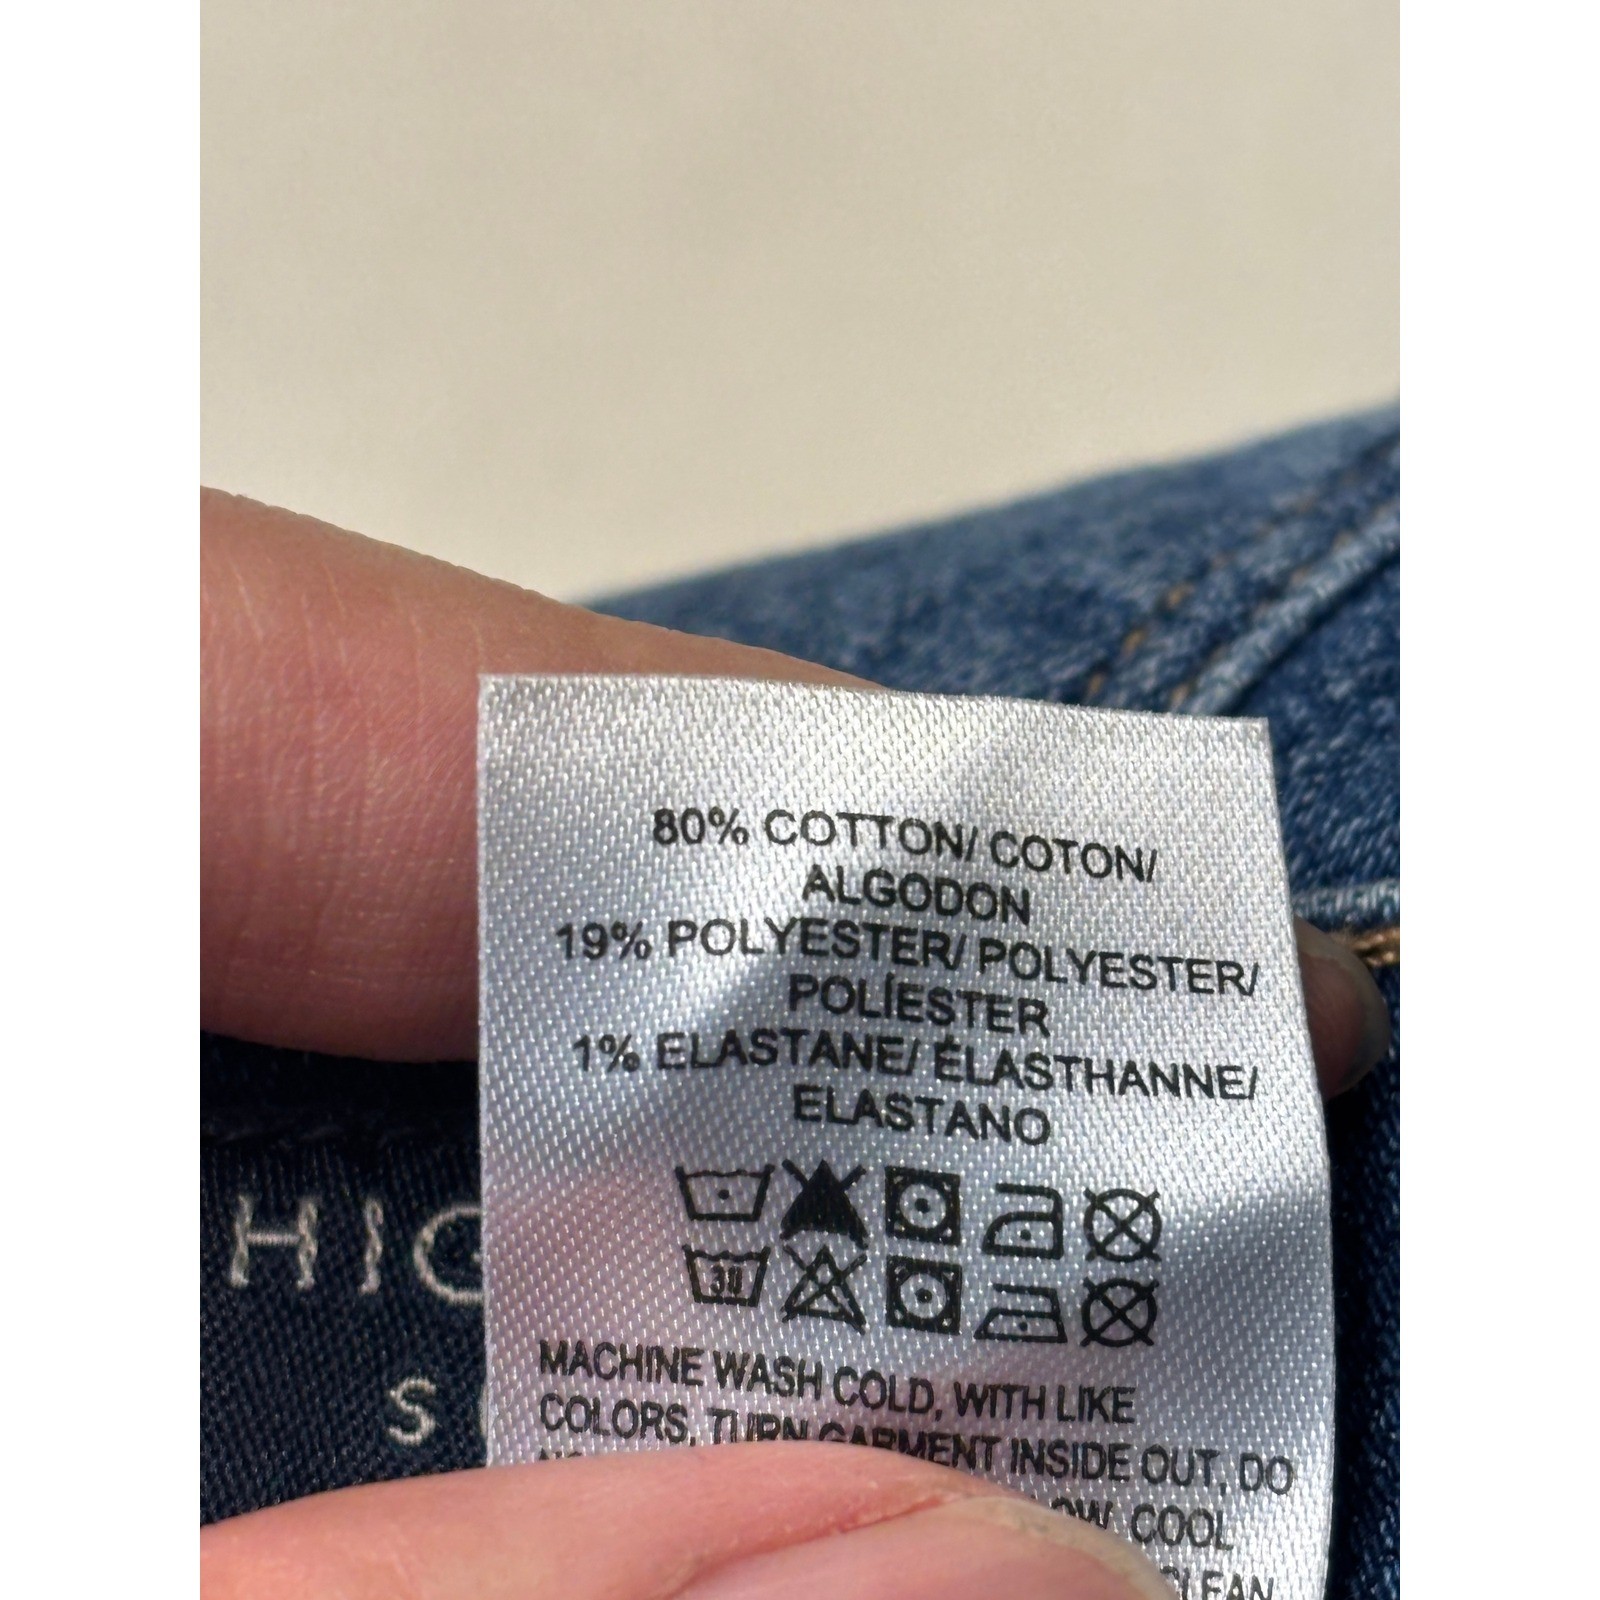 80% COTTON/ COTON/
ALGODON
19% POLYESTER/ POLYESTER/
POLÍESTER
1% ELASTANE/ ÉLASTHANNE/
ELASTANO
30
MACHINE WASH COLD, WITH LIKE
COLORS, TURN GARMENT INSIDE OUT, DO
COOL
HIG
S